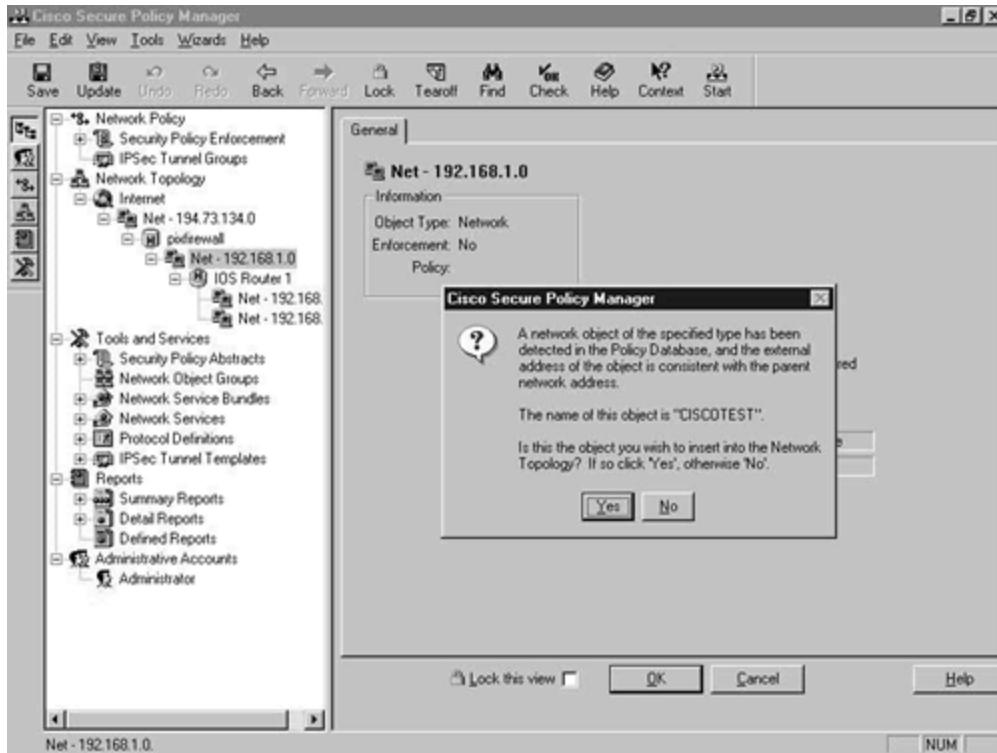 Cisco Secure Policy Manager
File Edit View Tools Wizards Help
Save Update Undo Redo Back Forward Lock Tearoff Find Check Help Context Start
Network Policy
Security Policy Enforcement
IPSec Tunnel Groups
Network Topology
Internet
Net - 194.73.134.0
pixfirewall
Net - 192.168.1.0
IOS Router 1
Net - 192.168.
Net - 192.168.
Tools and Services
Security Policy Abstracts
Network Object Groups
Network Service Bundles
Network Services
Protocol Definitions
IPSec Tunnel Templates
Reports
Summary Reports
Detail Reports
Defined Reports
Administrative Accounts
Administrator
General
Net - 192.168.1.0
Information
Object Type: Network
Enforcement: No
Policy:
red
Cisco Secure Policy Manager
A network object of the specified type has been
detected in the Policy Database, and the external
address of the object is consistent with the parent
network address.
The name of this object is "CISCOTEST".
Is this the object you wish to insert into the Network
Topology? If so click 'Yes', otherwise 'No'.
Yes No
Lock this view OK Cancel Help
Net - 192.168.1.0. NUM